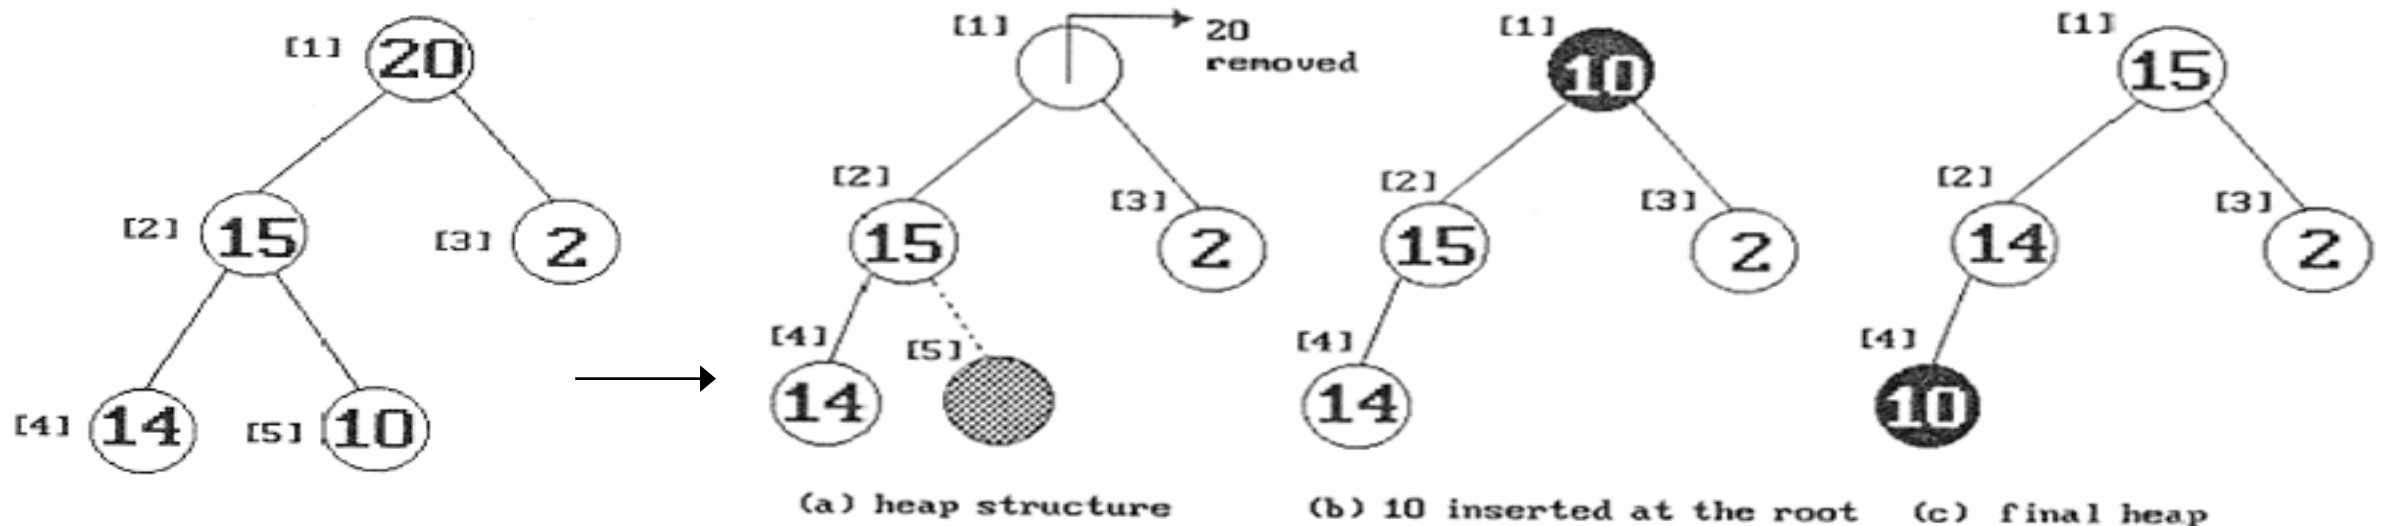 [1] 20
[2] 15 [3] 2
[4] 14 [5] 10
[1] 20
removed
[2] 15 [3] 2
[4] 14 [5]
(a) heap structure
[1] 10
[2] 15 [3] 2
[4] 14
(b) 10 inserted at the root
[1] 15
[2] 14 [3] 2
[4] 10
(c) final heap